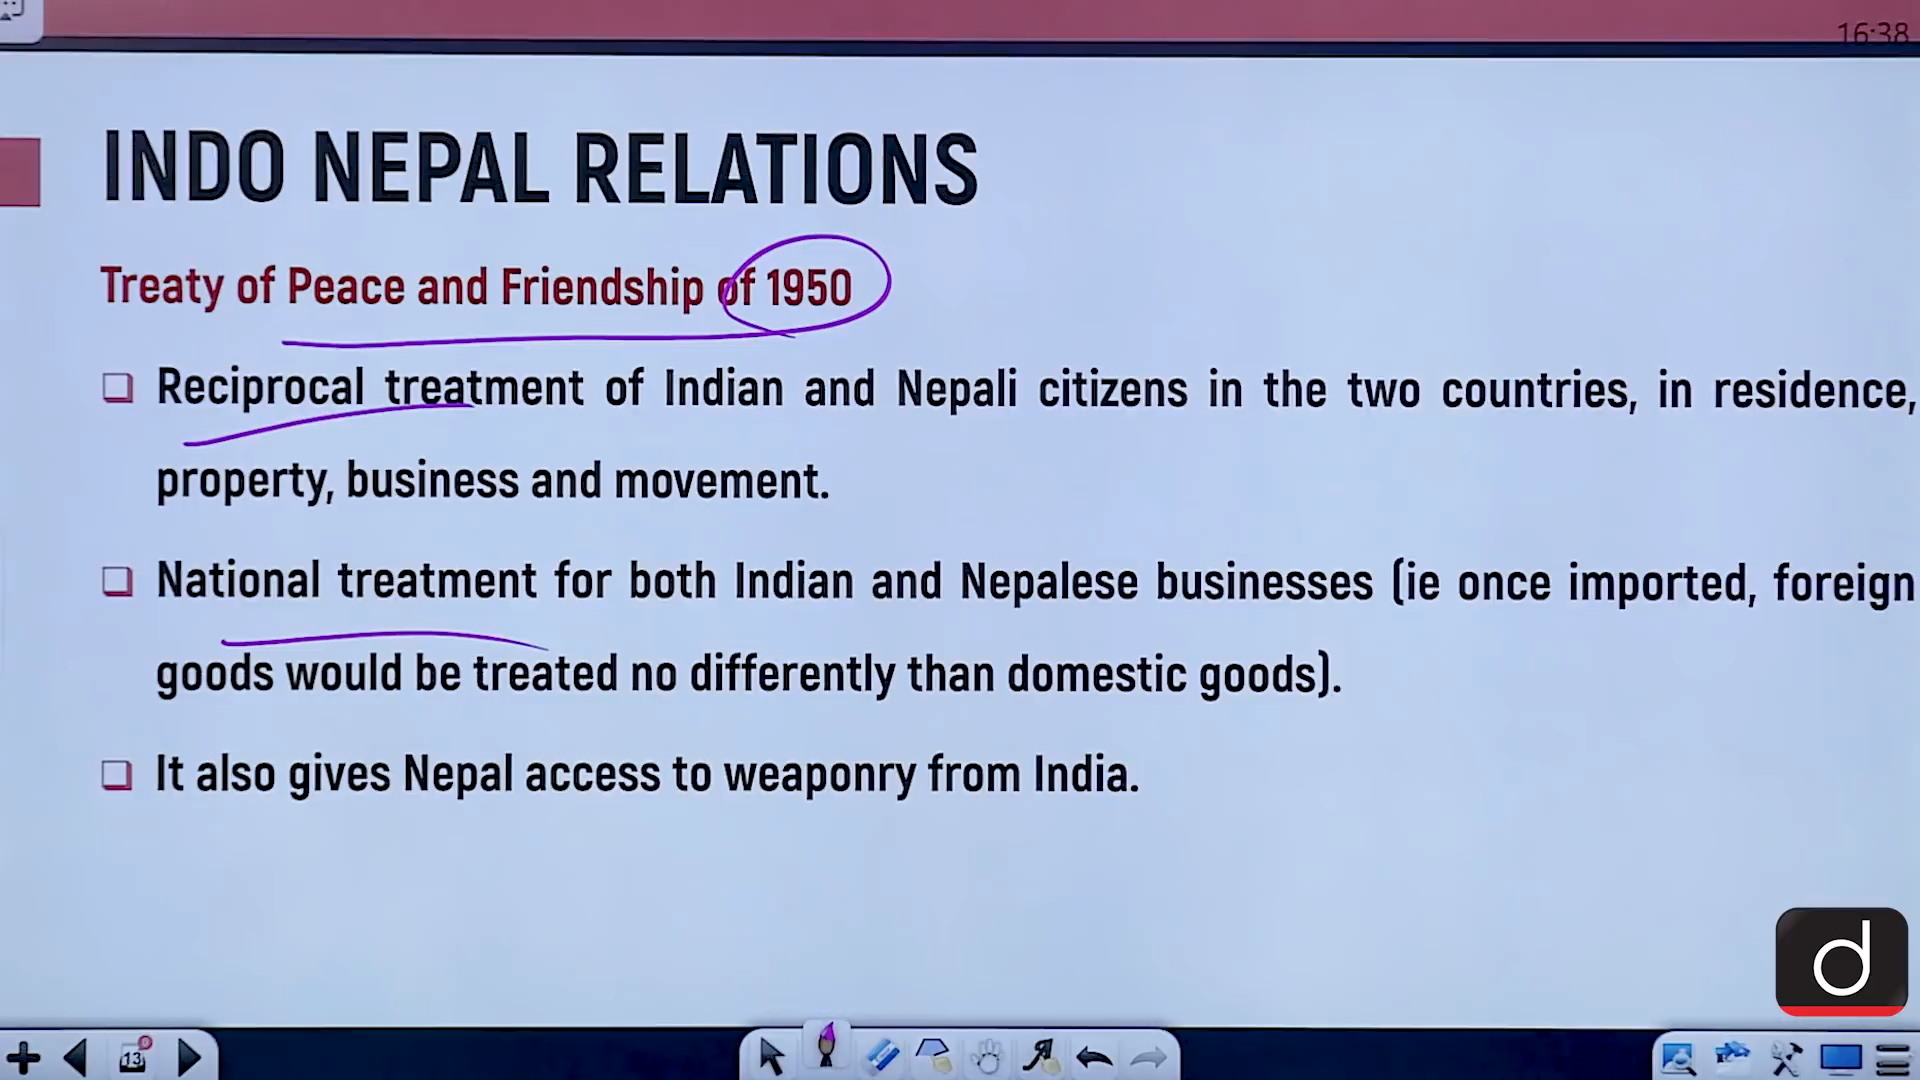 16:38
INDO NEPAL RELATIONS
Treaty of Peace and Friendship of 1950
Reciprocal treatment of Indian and Nepali citizens in the two countries, in residence,
property, business and movement.
National treatment for both Indian and Nepalese businesses (ie once imported, foreign
goods would be treated no differently than domestic goods).
It also gives Nepal access to weaponry from India.
d
13